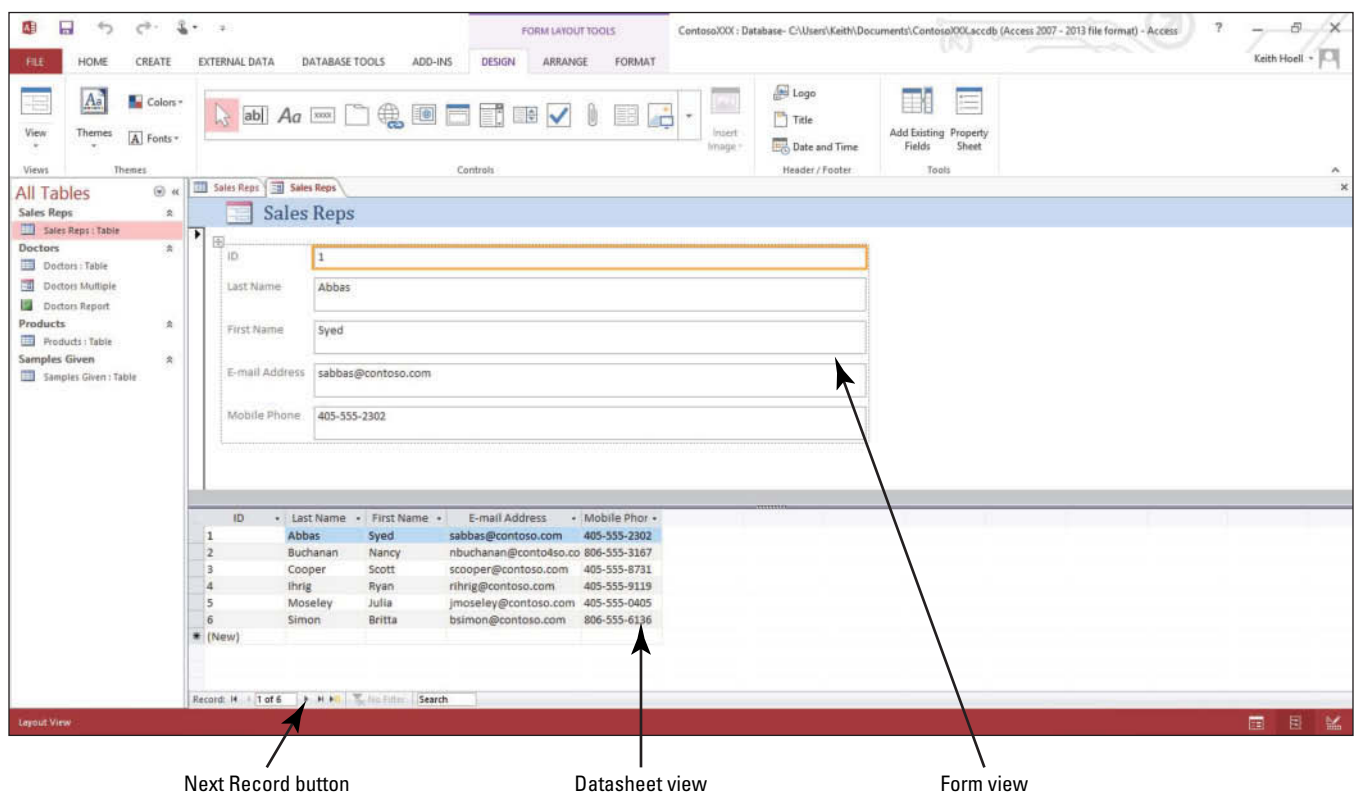 FORM LAYOUT TOOLS
ContosoXXX : Database- C:\Users\Keith\Documents\ContosoXXX.accdb (Access 2007 - 2013 file format) - Access
?
FILE HOME CREATE EXTERNAL DATA DATABASE TOOLS ADD-INS DESIGN ARRANGE FORMAT
Keith Hoell
View
Themes
Aa
Colors
A Fonts
ab| Aa xxxx
Insert Image
Logo
Title
Date and Time
Add Existing Fields
Property Sheet
Views Themes Controls Header / Footer Tools
All Tables
Sales Reps
Sales Reps : Table
Doctors
Doctors : Table
Doctors Multiple
Doctors Report
Products
Products : Table
Samples Given
Samples Given : Table
Sales Reps Sales Reps
Sales Reps
ID 1
Last Name Abbas
First Name Syed
E-mail Address sabbas@contoso.com
Mobile Phone 405-555-2302
ID Last Name First Name E-mail Address Mobile Phor
1 Abbas Syed sabbas@contoso.com 405-555-2302
2 Buchanan Nancy nbuchanan@conto4so.co 806-555-3167
3 Cooper Scott scooper@contoso.com 405-555-8731
4 Ihrig Ryan rihrig@contoso.com 405-555-9119
5 Moseley Julia jmoseley@contoso.com 405-555-0405
6 Simon Britta bsimon@contoso.com 806-555-6136
(New)
Record: 1 of 6 No Filter Search
Layout View
Next Record button
Datasheet view
Form view